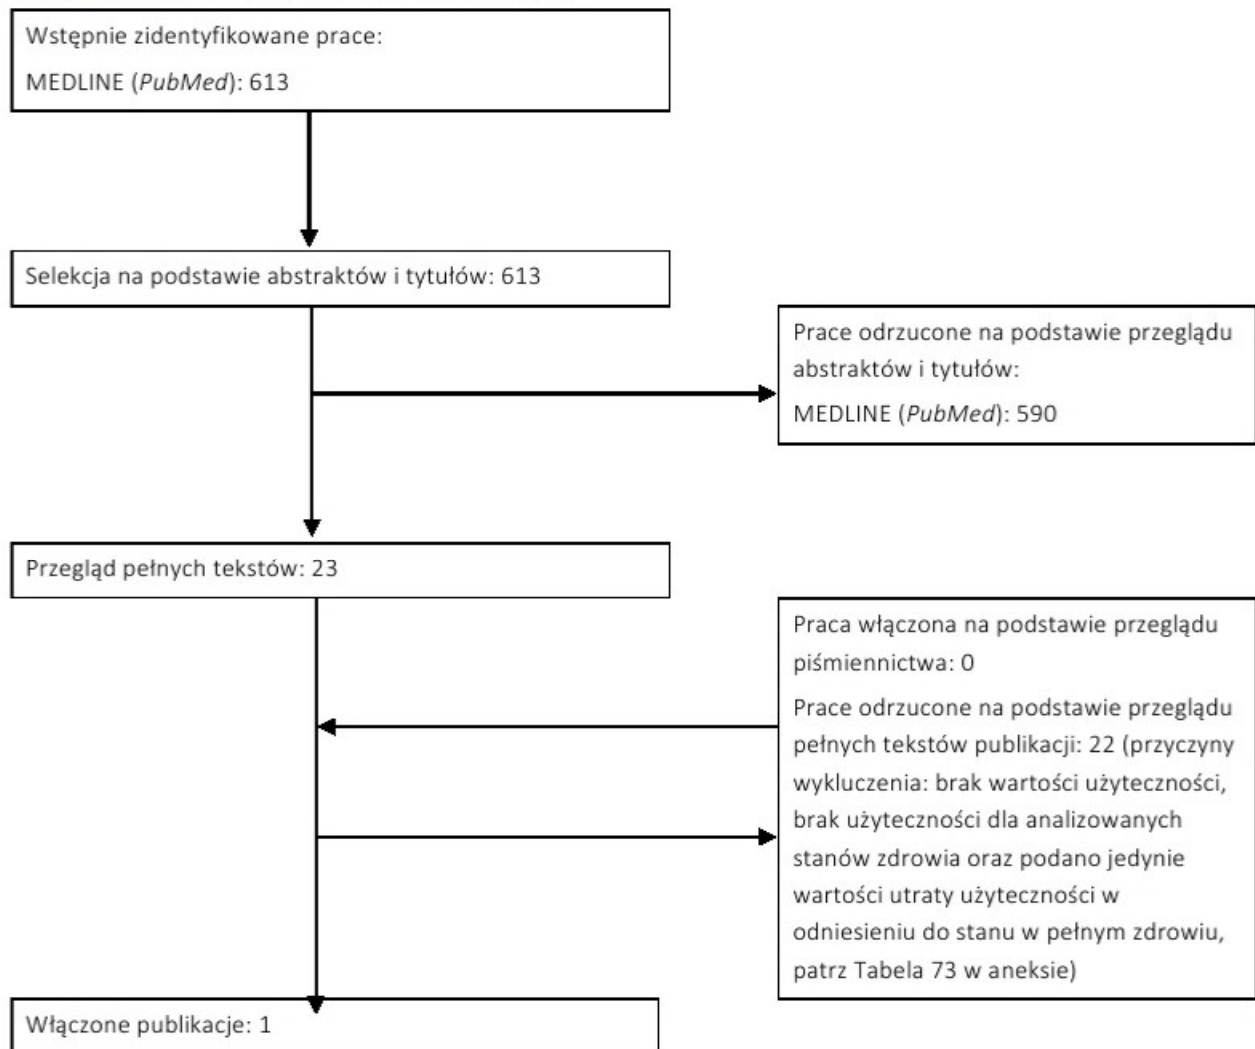 Wstępnie zidentyfikowane prace:
MEDLINE (PubMed): 613
Selekcja na podstawie abstraktów i tytułów: 613
Prace odrzucone na podstawie przeglądu
abstraktów i tytułów:
MEDLINE (PubMed): 590
Przegląd pełnych tekstów: 23
Praca włączona na podstawie przeglądu
piśmiennictwa: 0
Prace odrzucone na podstawie przeglądu
pełnych tekstów publikacji: 22 (przyczyny
wykluczenia: brak wartości użyteczności,
brak użyteczności dla analizowanych
stanów zdrowia oraz podano jedynie
wartości utraty użyteczności w
odniesieniu do stanu w pełnym zdrowiu,
patrz Tabela 73 w aneksie)
Włączone publikacje: 1